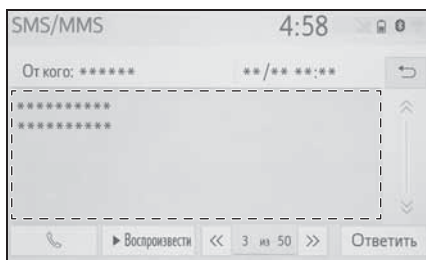 SMS/MMS 4:58
От кого: ****** **/** **:**
**********
**********
Воспроизвести << 3 из 50 >> Ответить